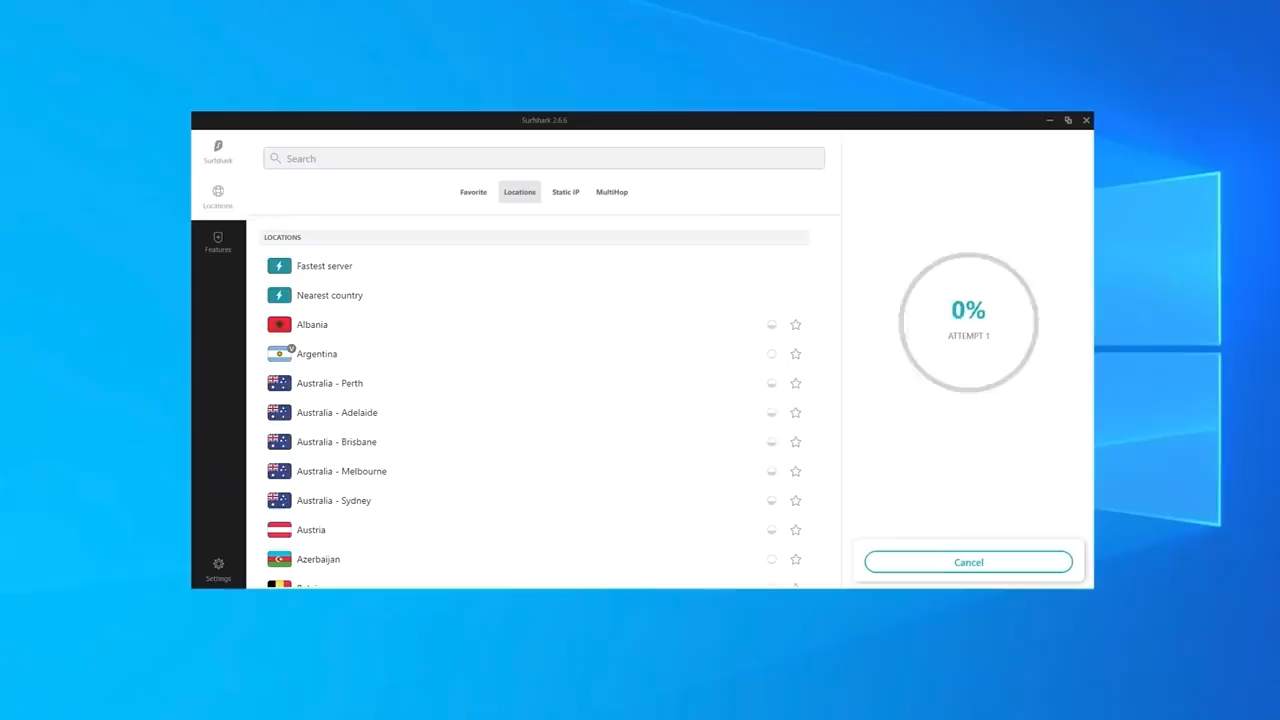 Surfshark 2.6.6
Surfshark
Search
Locations
Favorite Locations Static IP MultiHop
Features
LOCATIONS
Fastest server
Nearest country
Albania
V
Argentina
Australia - Perth
Australia - Adelaide
Australia - Brisbane
Australia - Melbourne
Australia - Sydney
Austria
Azerbaijan
Settings
0%
ATTEMPT 1
Cancel